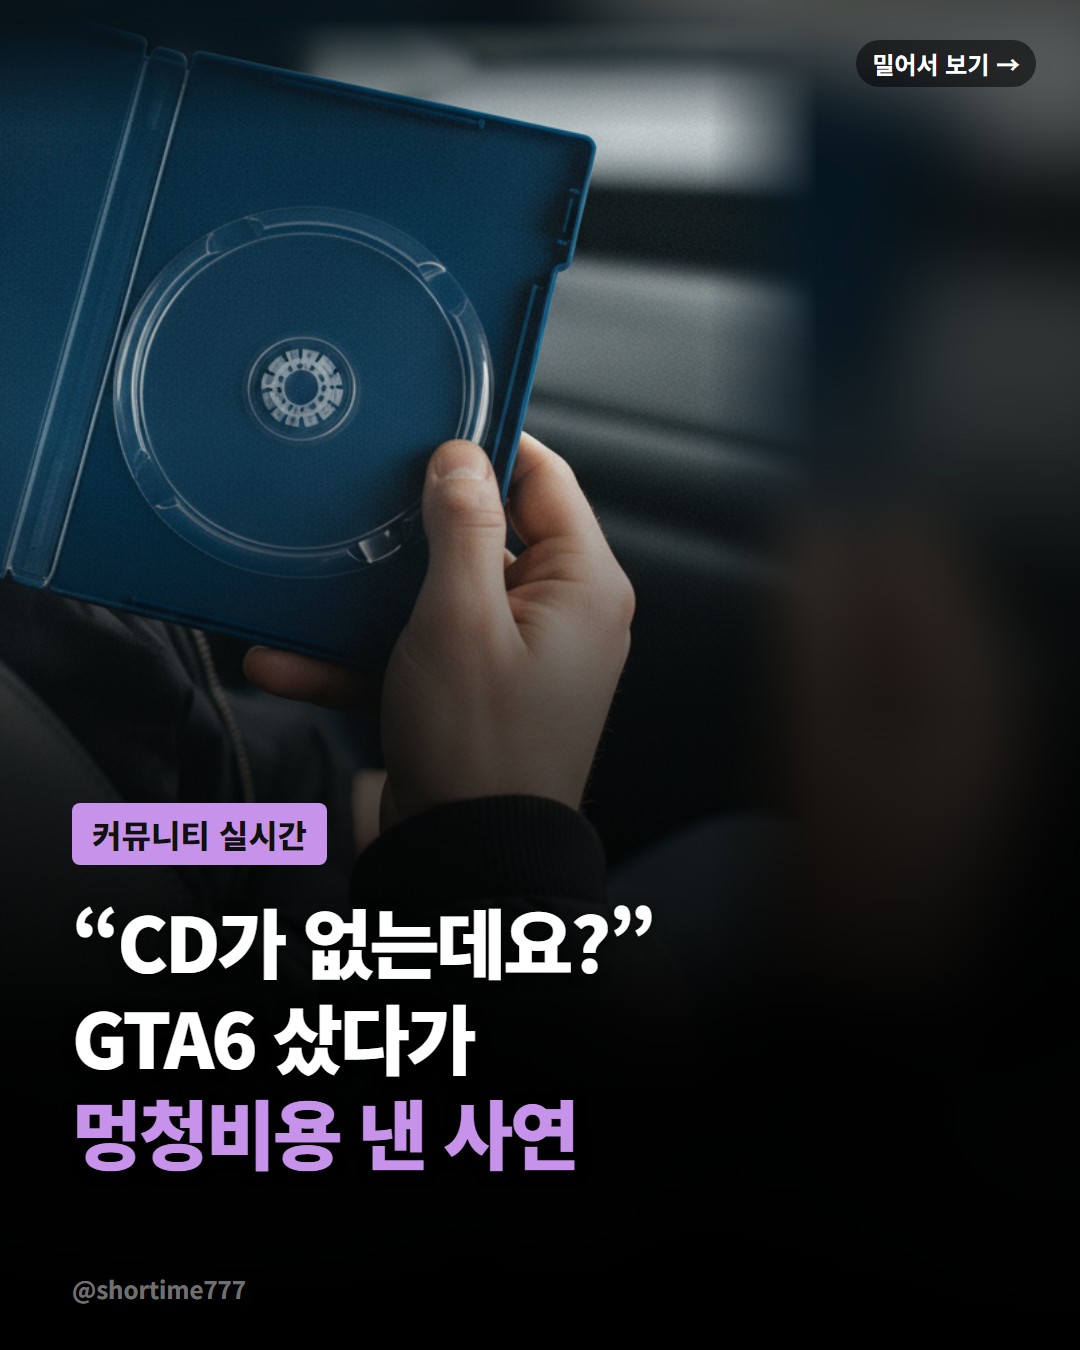 밀어서 보기 →
커뮤니티 실시간
“CD가 없는데요?”
GTA6 샀다가
멍청비용 낸 사연
@shortime777